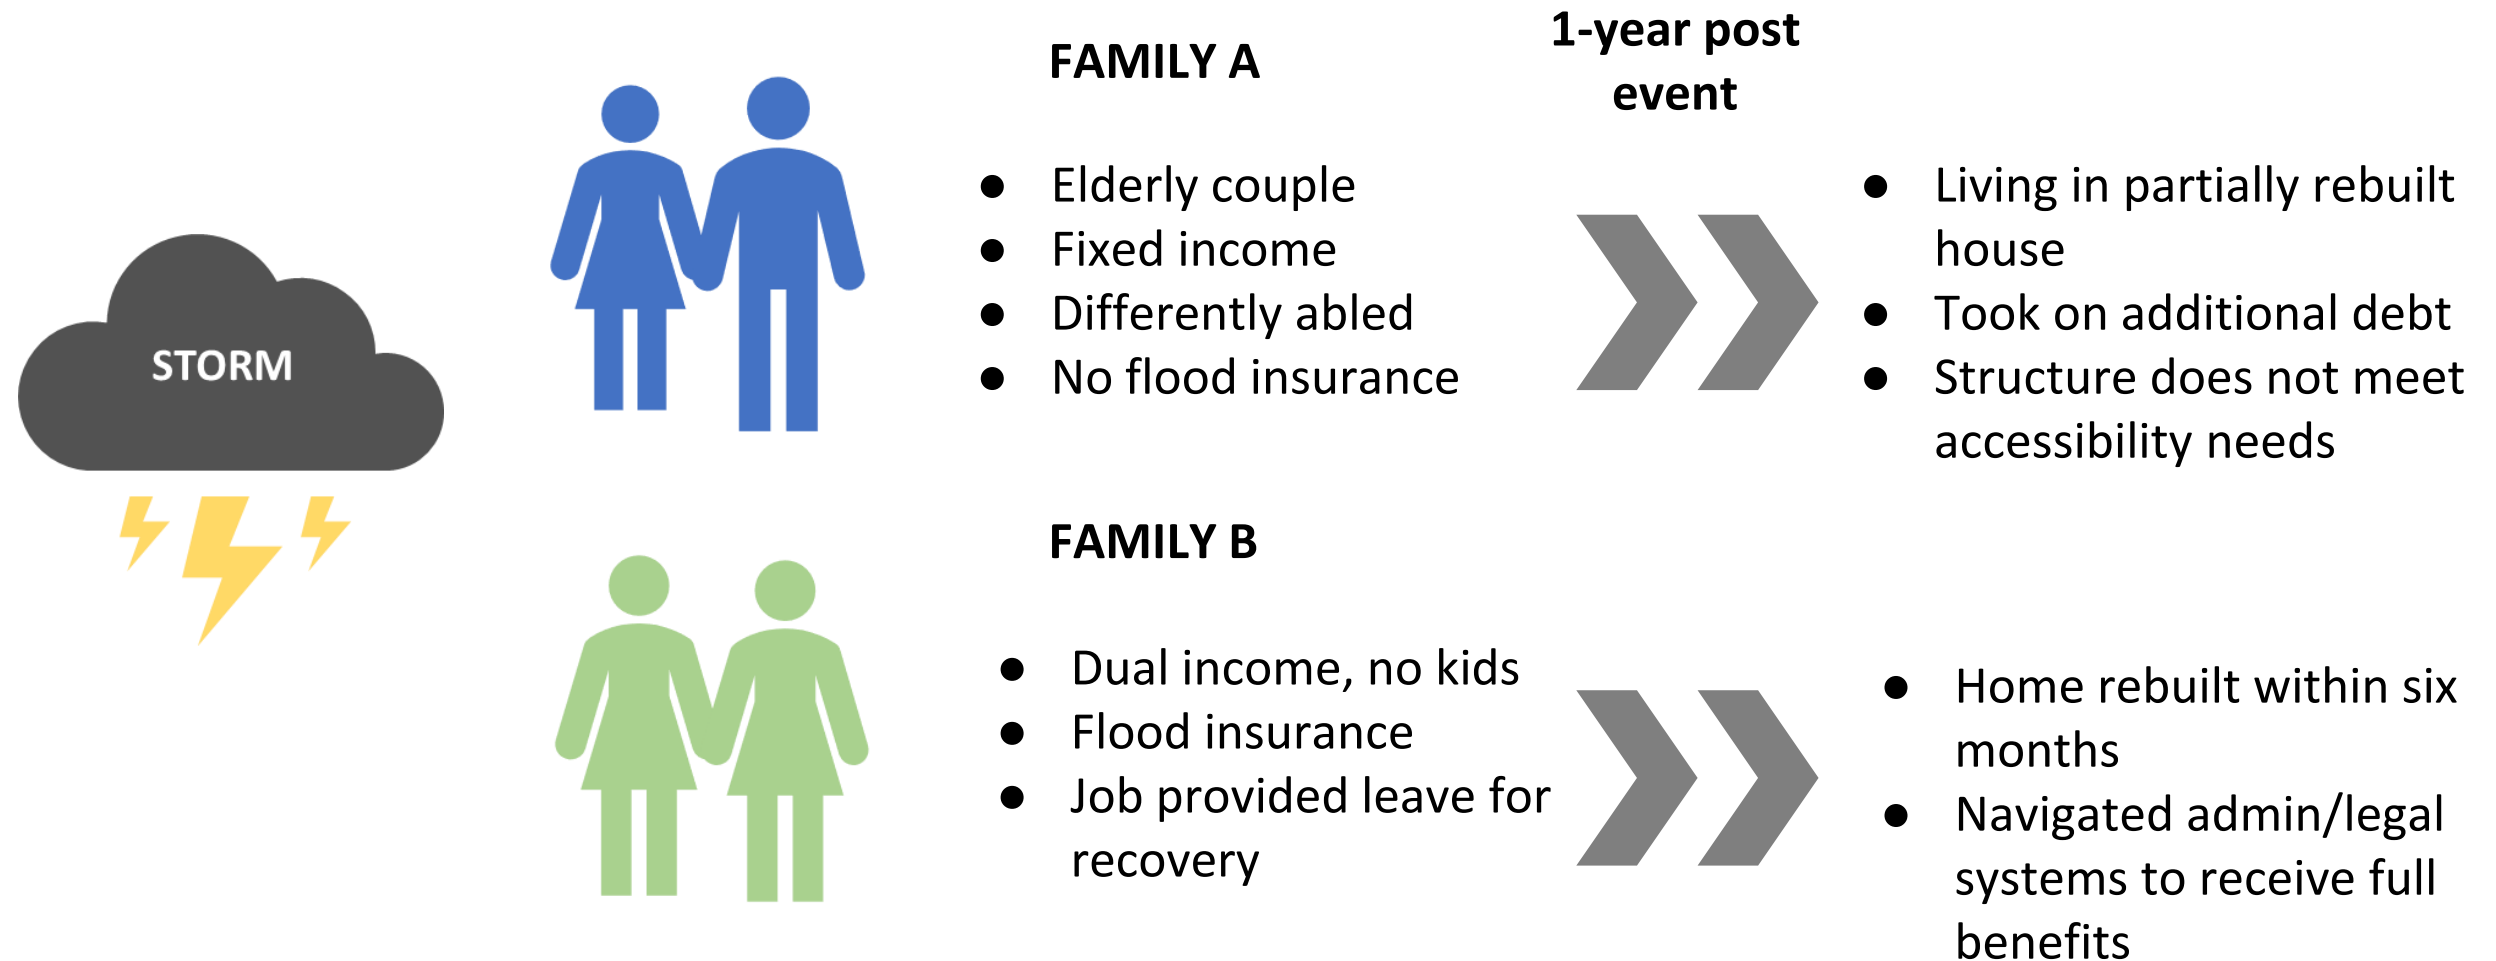 STORM
FAMILY A
1-year post
event
● Elderly couple
● Fixed income
● Differently abled
● No flood insurance
● Living in partially rebuilt
house
● Took on additional debt
● Structure does not meet
accessibility needs
FAMILY B
● Dual income, no kids
● Flood insurance
● Job provided leave for
recovery
● Home rebuilt within six
months
● Navigated admin/legal
systems to receive full
benefits